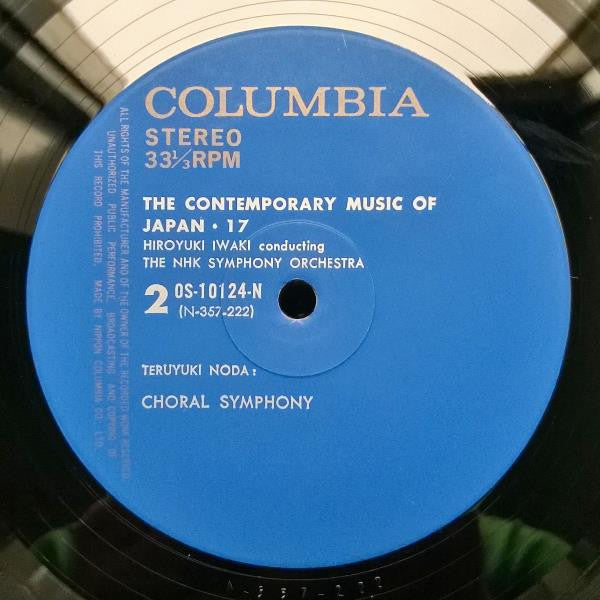 COLUMBIA
STEREO
33⅓RPM
THE CONTEMPORARY MUSIC OF
JAPAN • 17
HIROYUKI IWAKI conducting
THE NHK SYMPHONY ORCHESTRA
2 OS-10124-N
(N-357-222)
TERUYUKI NODA:
CHORAL SYMPHONY
ALL RIGHTS OF THE MANUFACTURER AND OF THE OWNER OF THE RECORDED WORK RESERVED.
UNAUTHORIZED PUBLIC PERFORMANCE, BROADCASTING AND COPYING OF
THIS RECORD PROHIBITED. MADE BY NIPPON COLUMBIA CO. LTD.
N-357-222